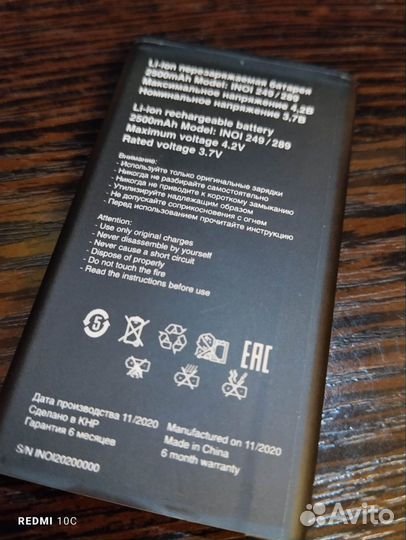 Li-ion перезаряжаемая батарея
2500mAh Model: INOI 249/289
Максимальное напряжение 4,2В
Номинальное напряжение 3,7В
Li-ion rechargeable battery
2500mAh Model: INOI 249/289
Maximum voltage 4.2V
Rated voltage 3.7V
Внимание:
- Используйте только оригинальные зарядки
- Никогда не разбирайте самостоятельно
- Никогда не приводите к короткому замыканию
- Утилизируйте надлежащим образом
- Не допускайте соприкосновения с огнем
- Перед использованием прочитайте инструкцию
Attention:
- Use only original charges
- Never disassemble by yourself
- Never cause a short circuit
- Dispose of properly
- Do not touch the fire
- Read the instructions before use
5
EAC
Дата производства 11/2020
Сделано в КНР
Гарантия 6 месяцев
Manufactured on 11/2020
Made in China
6 month warranty
S/N INOI20200000
REDMI 10C
Avito